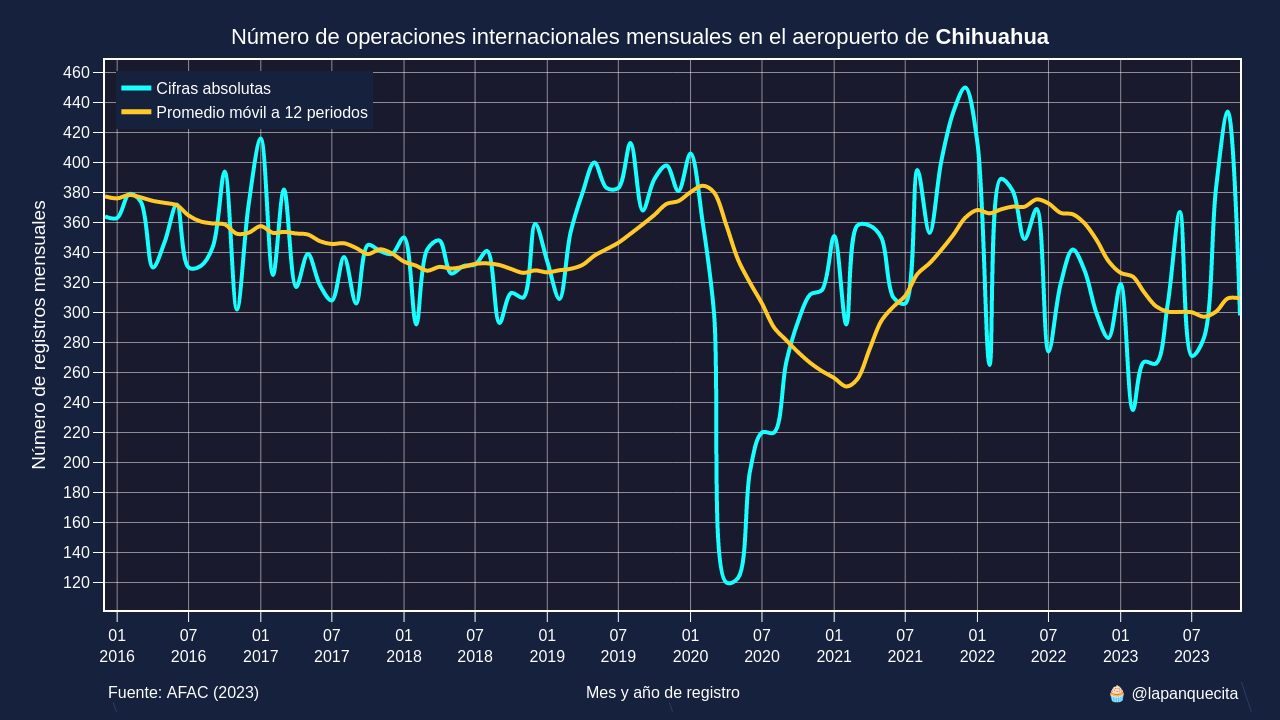 Número de operaciones internacionales mensuales en el aeropuerto de Chihuahua
Cifras absolutas
Promedio móvil a 12 periodos
Número de registros mensuales
460
440
420
400
380
360
340
320
300
280
260
240
220
200
180
160
140
120
01 07 01 07 01 07 01 07 01 07 01 07 01 07 01 07
2016 2016 2017 2017 2018 2018 2019 2019 2020 2020 2021 2021 2022 2022 2023 2023
Fuente: AFAC (2023) Mes y año de registro 🧁 @lapanquecita